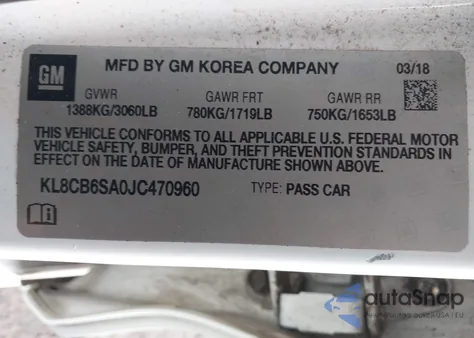 GM
MFD BY GM KOREA COMPANY 03/18
GVWR GAWR FRT GAWR RR
1388KG/3060LB 780KG/1719LB 750KG/1653LB
THIS VEHICLE CONFORMS TO ALL APPLICABLE U.S. FEDERAL MOTOR
VEHICLE SAFETY, BUMPER, AND THEFT PREVENTION STANDARDS IN
EFFECT ON THE DATE OF MANUFACTURE SHOWN ABOVE.
KL8CB6SA0JC470960 TYPE: PASS CAR
autoSnap